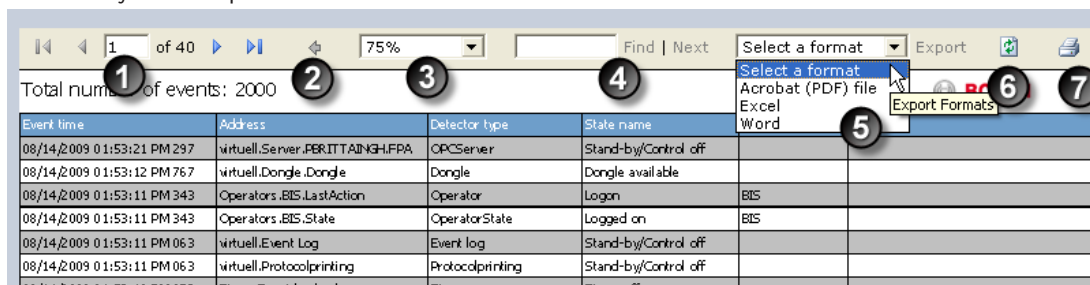 1 of 40 75% Find | Next Select a format Export
1 2 3 4 5 6 7
Select a format
Acrobat (PDF) file
Excel
Word
Export Formats
Total number of events: 2000
Event time Address Detector type State name
08/14/2009 01:53:21 PM 297 virtuell.Server.PBRITTAINGH.FPA OPCServer Stand-by/Control off
08/14/2009 01:53:12 PM 767 virtuell.Dongle.Dongle Dongle Dongle available
08/14/2009 01:53:11 PM 343 Operators.BIS.LastAction Operator Logon BIS
08/14/2009 01:53:11 PM 343 Operators.BIS.State OperatorState Logged on BIS
08/14/2009 01:53:11 PM 063 virtuell.Event Log Event log Stand-by/Control off
08/14/2009 01:53:11 PM 063 virtuell.Protocolprinting Protocolprinting Stand-by/Control off